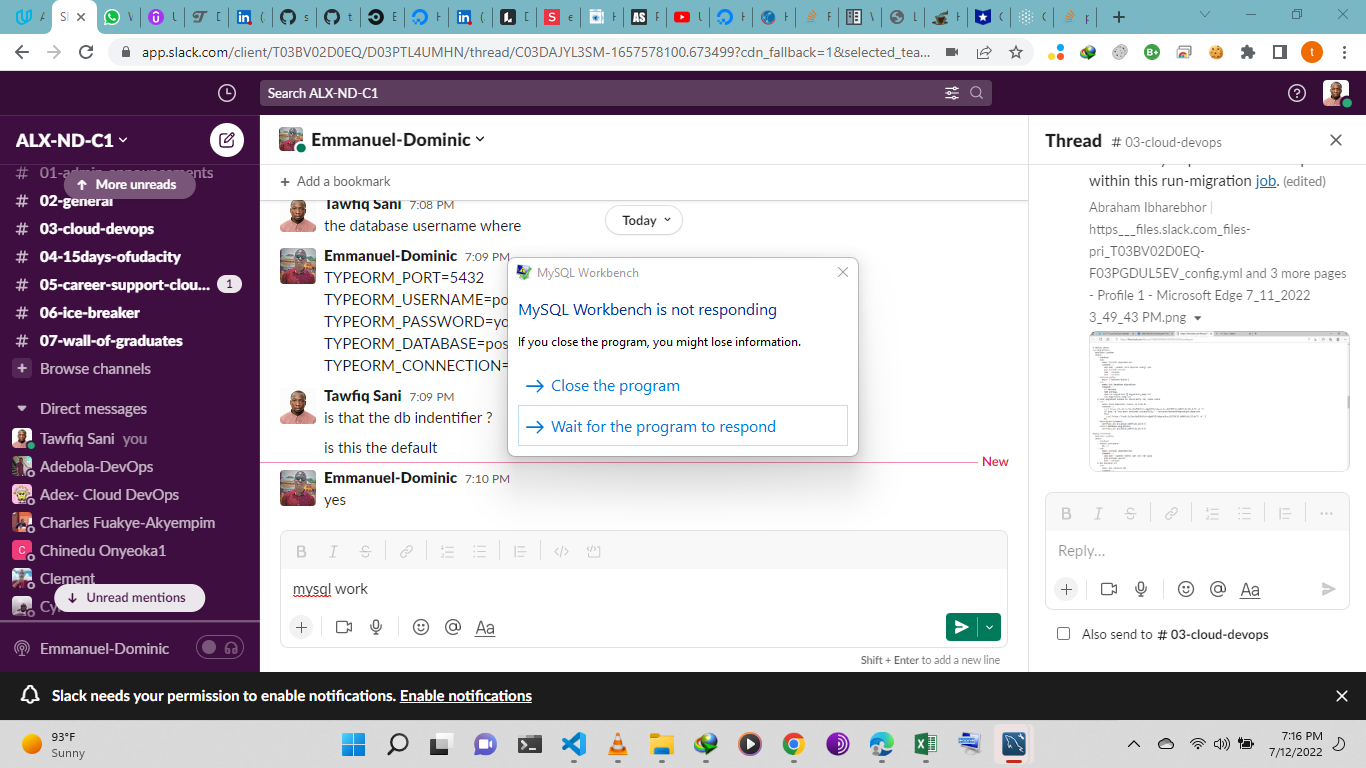 app.slack.com/client/T03BV02D0EQ/D03PTL4UMHN/thread/C03DAJYL3SM-1657578100.673499?cdn_fallback=1&selected_tea...
Search ALX-ND-C1
ALX-ND-C1
01-admin-announcements
More unreads
02-general
03-cloud-devops
04-15days-ofudacity
05-career-support-clou...
1
06-ice-breaker
07-wall-of-graduates
Browse channels
Direct messages
Tawfiq Sani you
Adebola-DevOps
Adex- Cloud DevOps
Charles Fuakye-Akyempim
Chinedu Onyeoka1
Clement
Unread mentions
Emmanuel-Dominic
Emmanuel-Dominic
Add a bookmark
Today
Tawfiq Sani 7:08 PM
the database username where
Emmanuel-Dominic 7:09 PM
TYPEORM_PORT=5432
TYPEORM_USERNAME=po
TYPEORM_PASSWORD=yo
TYPEORM_DATABASE=pos
TYPEORM_CONNECTION=
Tawfiq Sani 7:09 PM
is that the db identifier ?
is this the default
New
Emmanuel-Dominic 7:10 PM
yes
mysql work
Aa
Shift + Enter to add a new line
MySQL Workbench
MySQL Workbench is not responding
If you close the program, you might lose information.
Close the program
Wait for the program to respond
Thread # 03-cloud-devops
within this run-migration job. (edited)
Abraham Ibharebhor
https___files.slack.com_files-
pri_T03BV02D0EQ-
F03PGDUL5EV_config.yml and 3 more pages
- Profile 1 - Microsoft Edge 7_11_2022
3_49_43 PM.png
Reply...
Aa
Also send to # 03-cloud-devops
Slack needs your permission to enable notifications. Enable notifications
93°F
Sunny
7:16 PM
7/12/2022